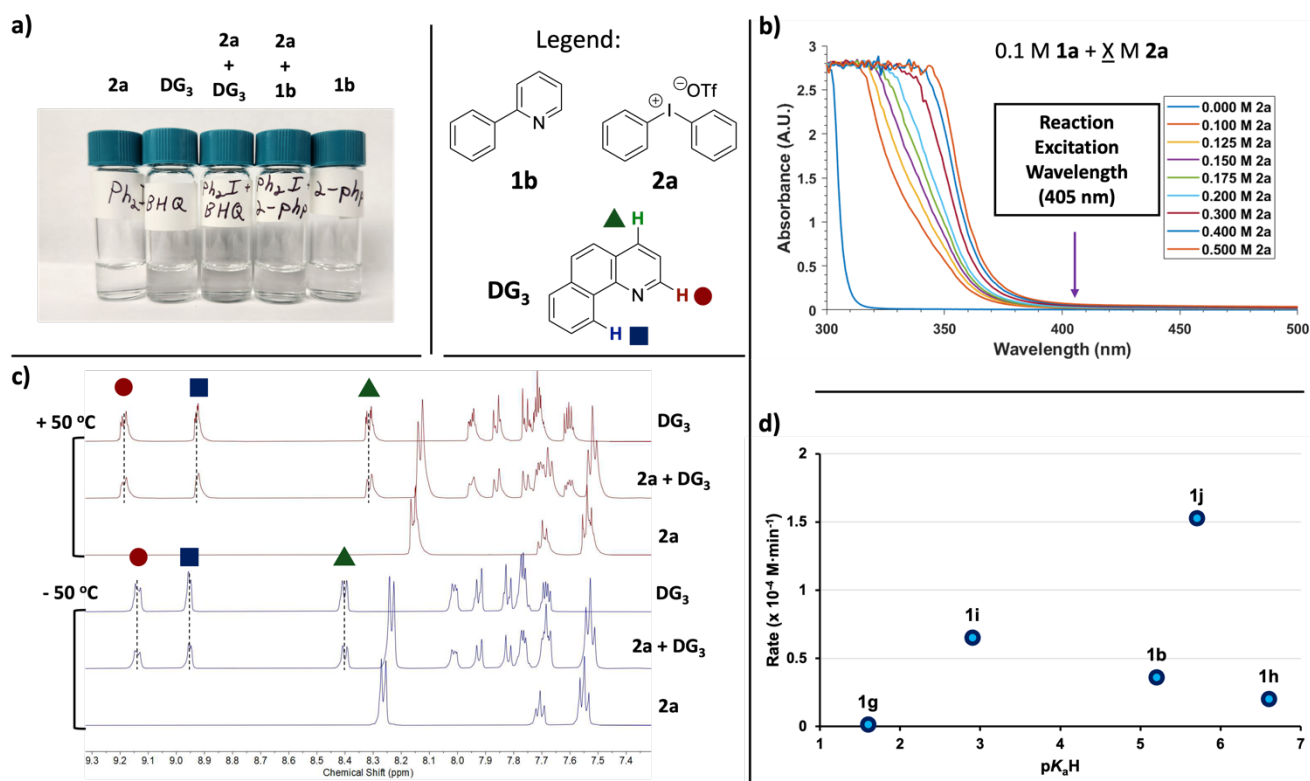 a)
2a
DG₃
2a
+
DG₃
2a
+
1b
1b
Ph₂I
BHQ
Ph₂ I +
BHQ
Ph₂ I +
2-php
2-php
Legend:
1b
N
2a
I
+
⊖OTf
DG₃
H
N
H
H
b)
0.1 M 1a + X M 2a
Reaction
Excitation
Wavelength
(405 nm)
0.000 M 2a
0.100 M 2a
0.125 M 2a
0.150 M 2a
0.175 M 2a
0.200 M 2a
0.300 M 2a
0.400 M 2a
0.500 M 2a
Absorbance (A.U.)
3
2.5
2
1.5
1
0.5
0
300 350 400 450 500
Wavelength (nm)
c)
+ 50 °C
DG₃
2a + DG₃
2a
- 50 °C
DG₃
2a + DG₃
2a
9.3 9.2 9.1 9.0 8.9 8.8 8.7 8.6 8.5 8.4 8.3 8.2 8.1 8.0 7.9 7.8 7.7 7.6 7.5 7.4
Chemical Shift (ppm)
d)
Rate (x 10⁻⁴ M·min⁻¹)
2
1.5
1
0.5
0
1g
1i
1b
1j
1h
1 2 3 4 5 6 7
pKₐH